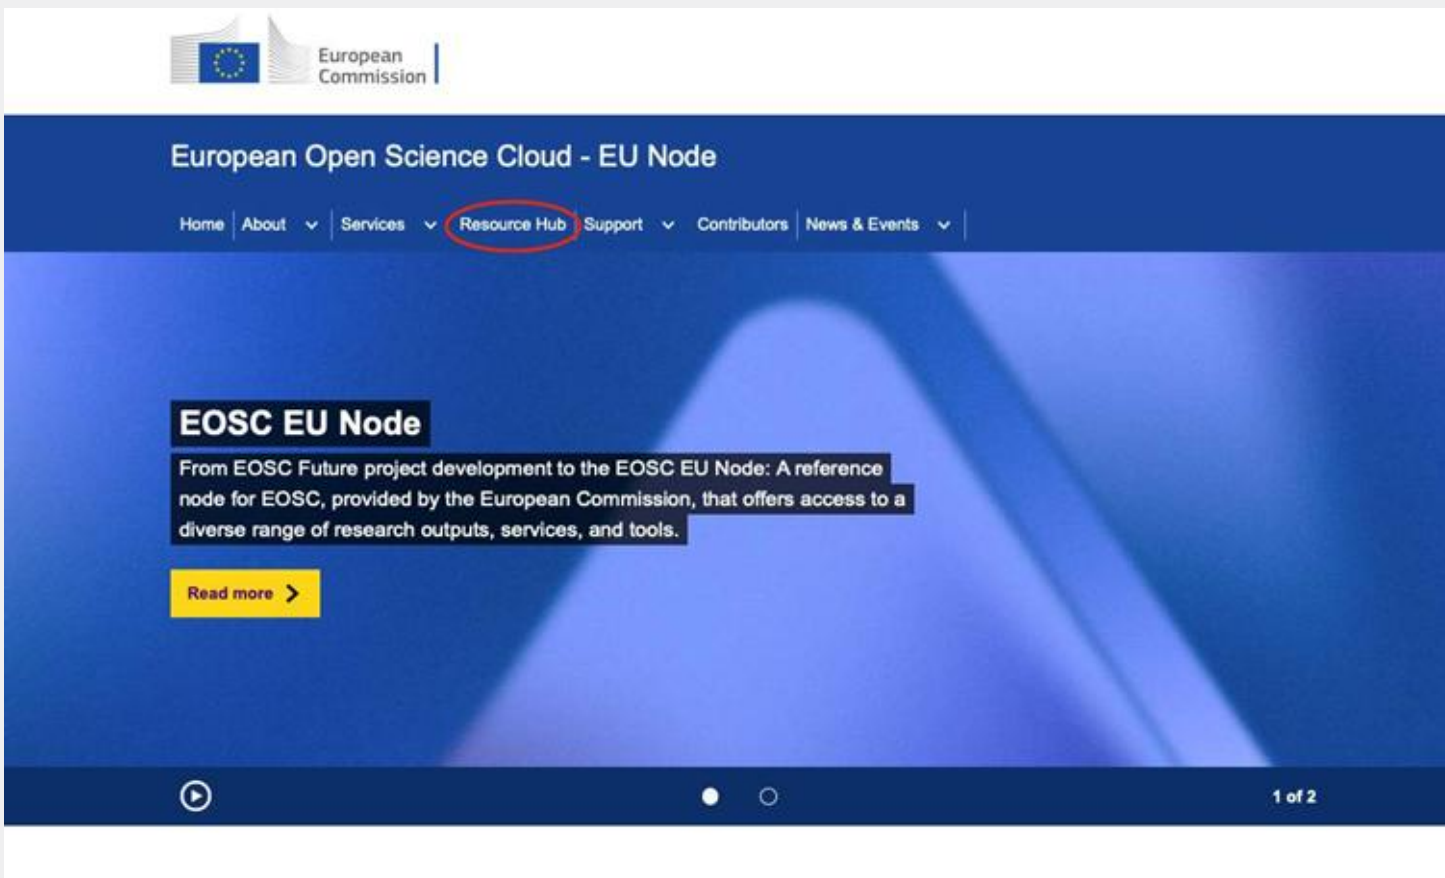 European
Commission
European Open Science Cloud - EU Node
Home About Services Resource Hub Support Contributors News & Events
EOSC EU Node
From EOSC Future project development to the EOSC EU Node: A reference
node for EOSC, provided by the European Commission, that offers access to a
diverse range of research outputs, services, and tools.
Read more
1 of 2